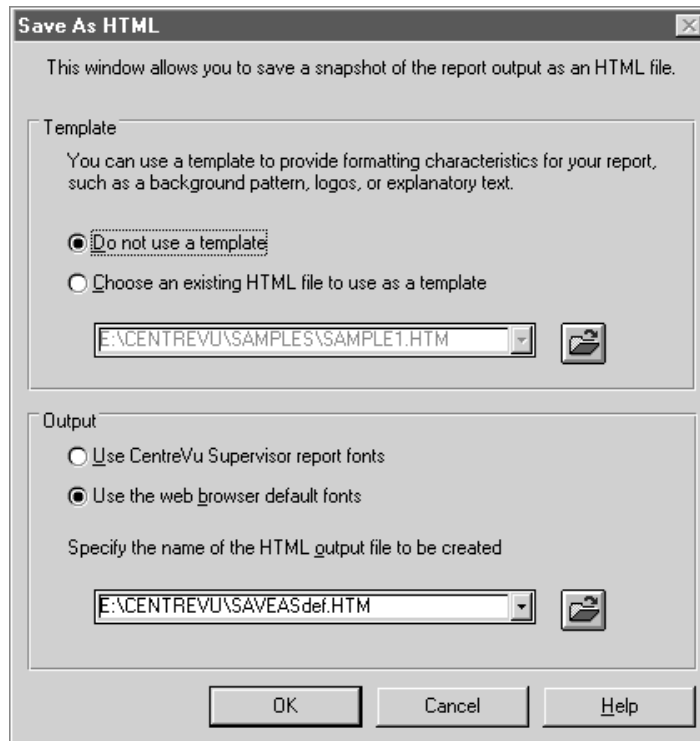 Save As HTML
This window allows you to save a snapshot of the report output as an HTML file.
Template
You can use a template to provide formatting characteristics for your report,
such as a background pattern, logos, or explanatory text.
Do not use a template
Choose an existing HTML file to use as a template
E:\CENTREVU\SAMPLES\SAMPLE1.HTM
Output
Use CentreVu Supervisor report fonts
Use the web browser default fonts
Specify the name of the HTML output file to be created
E:\CENTREVU\SAVEASdef.HTM
OK Cancel Help